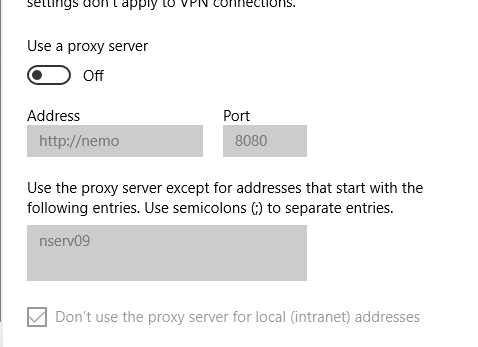 settings don't apply to VPN connections.
Use a proxy server
Off
Address Port
http://nemo 8080
Use the proxy server except for addresses that start with the
following entries. Use semicolons (;) to separate entries.
nserv09
Don't use the proxy server for local (intranet) addresses